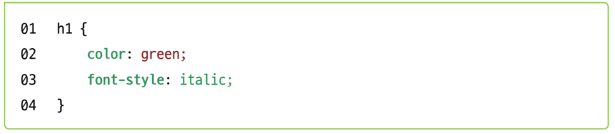 01 h1 {
02 color: green;
03 font-style: italic;
04 }